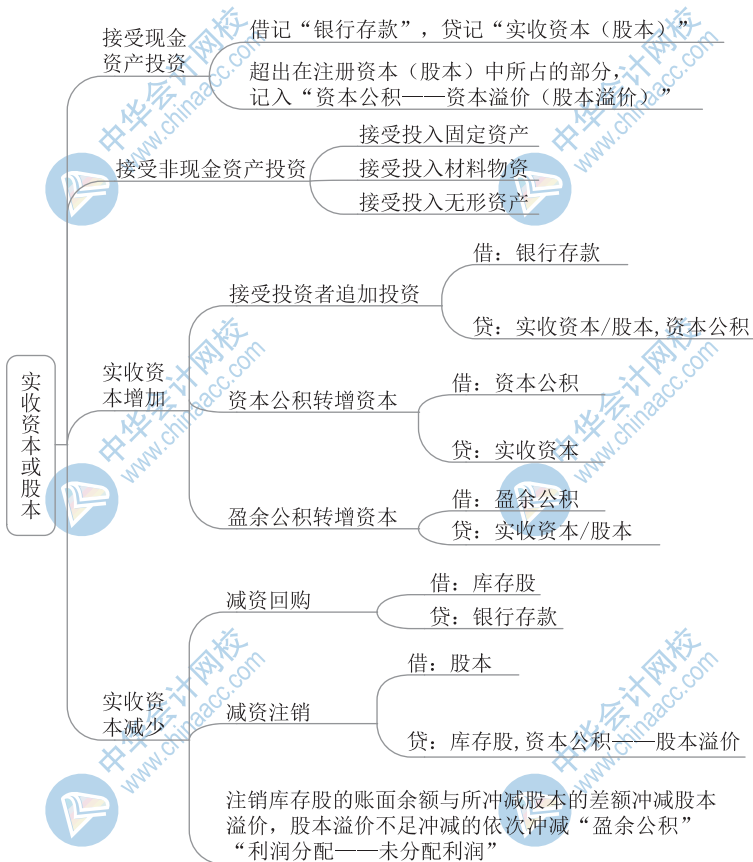 实收资本或股本
接受现金
资产投资
借记“银行存款”，贷记“实收资本（股本）”
超出在注册资本（股本）中所占的部分，
记入“资本公积——资本溢价（股本溢价）”
接受非现金资产投资
接受投入固定资产
接受投入材料物资
接受投入无形资产
实收资
本增加
接受投资者追加投资
借：银行存款
贷：实收资本/股本,资本公积
资本公积转增资本
借：资本公积
贷：实收资本
盈余公积转增资本
借：盈余公积
贷：实收资本/股本
实收资
本减少
减资回购
借：库存股
贷：银行存款
减资注销
借：股本
贷：库存股,资本公积——股本溢价
注销库存股的账面余额与所冲减股本的差额冲减股本
溢价，股本溢价不足冲减的依次冲减“盈余公积”
“利润分配——未分配利润”
中华会计网校
www.chinaacc.com
中华会计网校
www.chinaacc.com
中华会计网校
www.chinaacc.com
中华会计网校
www.chinaacc.com
中华会计网校
www.chinaacc.com
中华会计网校
www.chinaacc.com